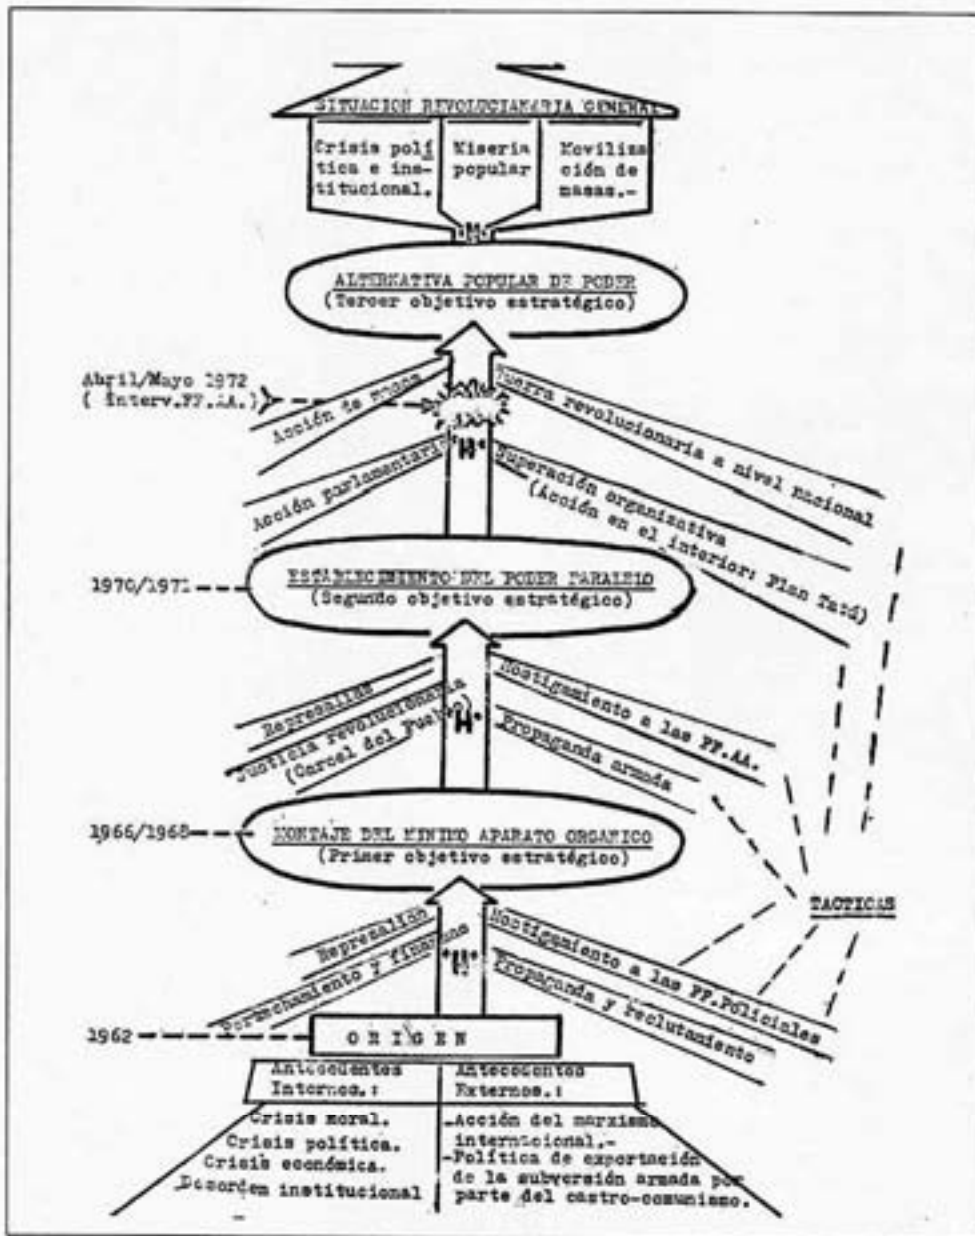 SITUACION REVOLUCIANARIA GENERAL
Crisis polí
tica e ins-
titucional.
Miseria
popular
Moviliza
ción de
masas.-
"H"
ALTERNATIVA POPULAR DE PODER
(Tercer objetivo estratégico)
Abril/Mayo 1972
( Interv.FF.AA.)
Acción de masas
Guerra revolucionaria a nivel nacional
Acción parlamentaria
"H"
Superación organizativa
(Acción en el interior: Plan
1970/1971
ESTABLECIMIENTO DEL PODER PARALELO
(Segundo objetivo estratégico)
Represalias
Justicia revolucionaria
(Carcel del Pueblo)
"H"
Hostigamiento a las FF.AA.
Propaganda armada
1966/1968
MONTAJE DEL MINIMO APARATO ORGANICO
(Primer objetivo estratégico)
TACTICAS
Represalias
Pertrechamiento y finanzas
"H"
Hostigamiento a las FF.Policiales
Propaganda y reclutamiento
1962
O R I G E N
Antecedentes
Internos.:
Antecedentes
Externos.:
Crisis moral.
Crisis política.
Crisis económica.
Desorden institucional
-Acción del marxismo
internacional.-
-Política de exportación
de la subversión armada por
parte del castro-comunismo.